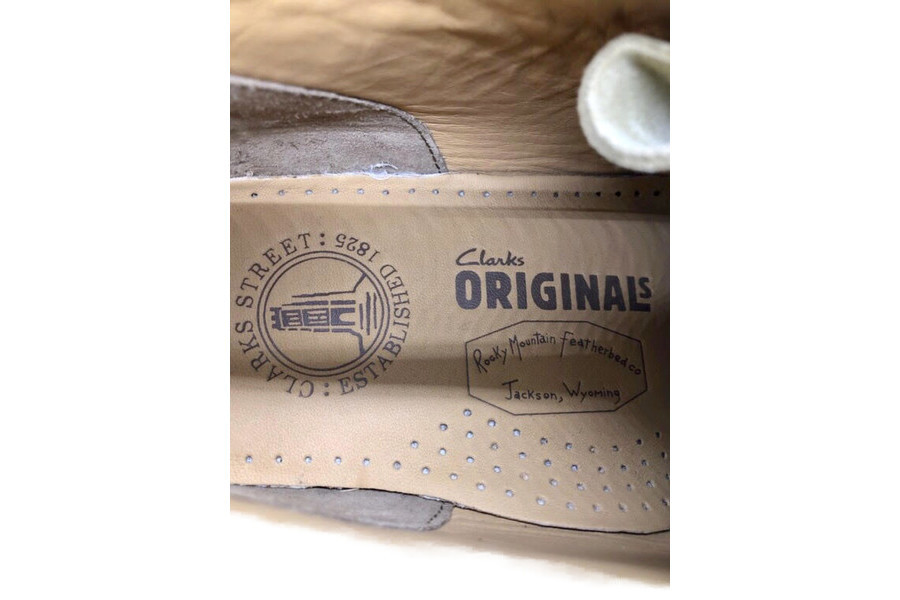 CLARKS STREET: ESTABLISHED 1825 :
Clarks
ORIGINALS
Rocky Mountain Featherbed co
Jackson, Wyoming